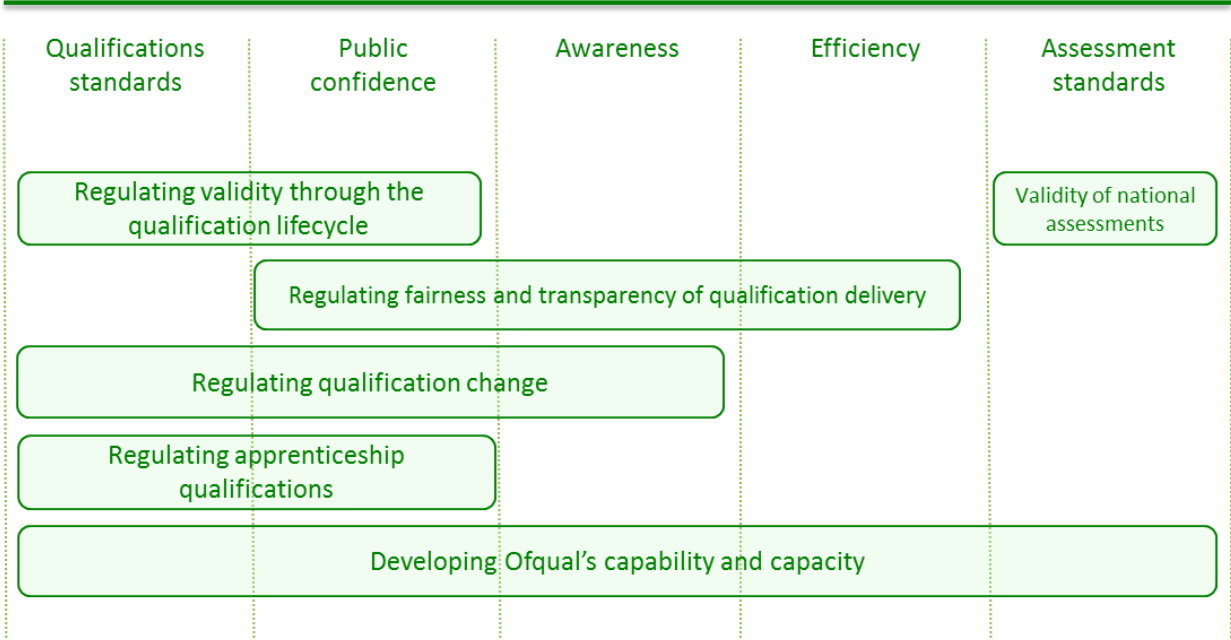 Qualifications
standards
Public
confidence
Awareness
Efficiency
Assessment
standards
Regulating validity through the
qualification lifecycle
Validity of national
assessments
Regulating fairness and transparency of qualification delivery
Regulating qualification change
Regulating apprenticeship
qualifications
Developing Ofqual’s capability and capacity